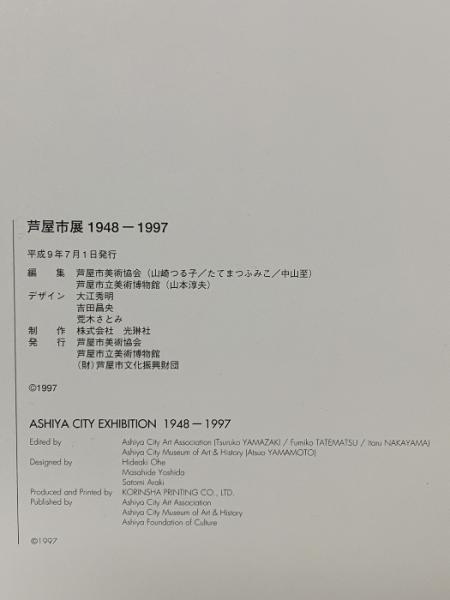 芦屋市展 1948－1997
平成9年7月1日発行
編　集　芦屋市美術協会（山崎つる子／たてまつふみこ／中山至）
芦屋市立美術博物館（山本淳夫）
デザイン　大江秀明
吉田昌央
荒木さとみ
制　作　株式会社　光琳社
発　行　芦屋市美術協会
芦屋市立美術博物館
（財）芦屋市文化振興財団
©1997
ASHIYA CITY EXHIBITION 1948－1997
Edited by Ashiya City Art Association (Tsuruko YAMAZAKI / Fumiko TATEMATSU / Itaru NAKAYAMA)
Ashiya City Museum of Art & History (Atsuo YAMAMOTO)
Designed by Hideaki Ohe
Masahide Yoshida
Satomi Araki
Produced and Printed by KORINSHA PRINTING CO., LTD.
Published by Ashiya City Art Association
Ashiya City Museum of Art & History
Ashiya Foundation of Culture
©1997